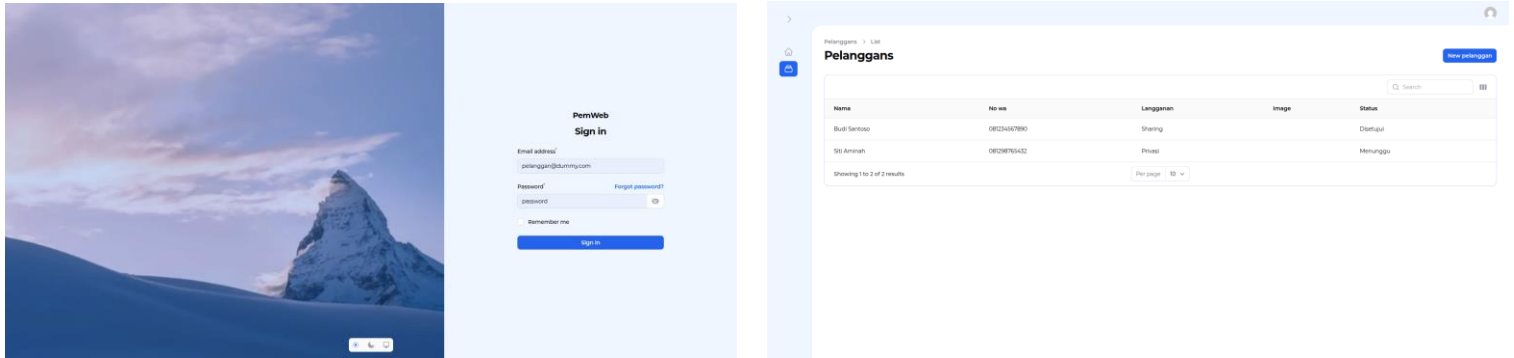 PemWeb
Sign in
Email address*
pelanggan@dummy.com
Password* Forgot password?
password
Remember me
Sign in
Pelanggans > List
Pelanggans
New pelanggan
Search
Nama No wa Langganan Image Status
Budi Santoso 081234567890 Sharing Disetujui
Siti Aminah 081298765432 Privasi Menunggu
Showing 1 to 2 of 2 results Per page 10